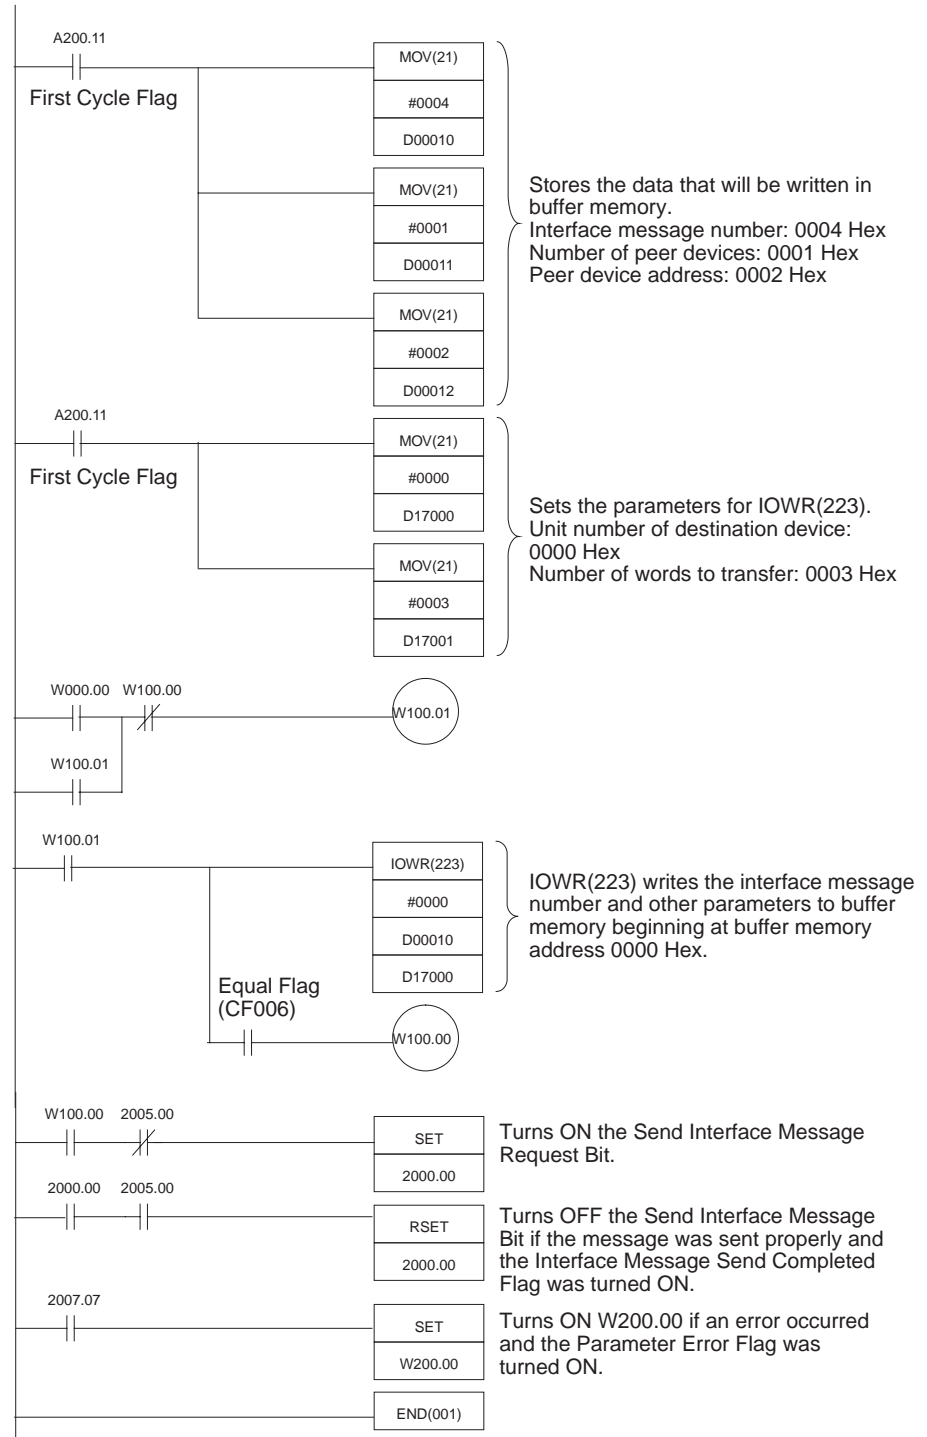 A200.11
First Cycle Flag
MOV(21)
#0004
D00010
MOV(21)
#0001
D00011
MOV(21)
#0002
D00012
Stores the data that will be written in
buffer memory.
Interface message number: 0004 Hex
Number of peer devices: 0001 Hex
Peer device address: 0002 Hex
A200.11
First Cycle Flag
MOV(21)
#0000
D17000
MOV(21)
#0003
D17001
Sets the parameters for IOWR(223).
Unit number of destination device:
0000 Hex
Number of words to transfer: 0003 Hex
W000.00 W100.00
W100.01
W100.01
W100.01
IOWR(223)
#0000
D00010
D17000
IOWR(223) writes the interface message
number and other parameters to buffer
memory beginning at buffer memory
address 0000 Hex.
Equal Flag
(CF006)
W100.00
W100.00 2005.00
SET
2000.00
Turns ON the Send Interface Message
Request Bit.
2000.00 2005.00
RSET
2000.00
Turns OFF the Send Interface Message
Bit if the message was sent properly and
the Interface Message Send Completed
Flag was turned ON.
2007.07
SET
W200.00
Turns ON W200.00 if an error occurred
and the Parameter Error Flag was
turned ON.
END(001)